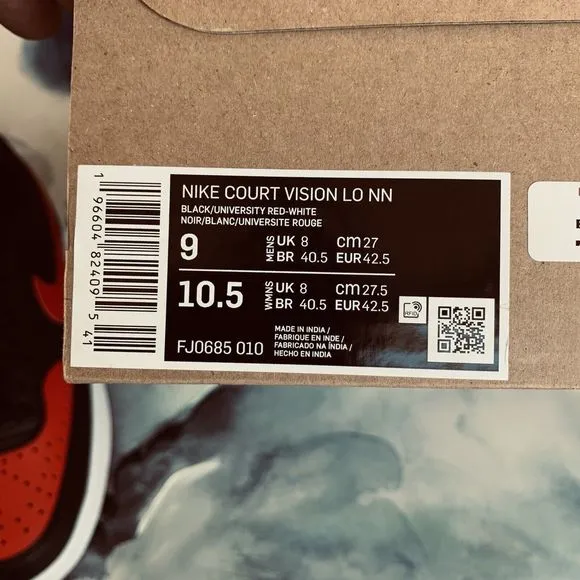 NIKE COURT VISION LO NN
BLACK/UNIVERSITY RED-WHITE
NOIR/BLANC/UNIVERSITE ROUGE
9 MENS UK 8 cm 27
BR 40.5 EUR 42.5
10.5 WMNS UK 8 cm 27.5
BR 40.5 EUR 42.5
RFID
MADE IN INDIA /
FABRIQUE EN INDE /
FABRICADO NA ÍNDIA /
HECHO EN INDIA
FJ0685 010
1 96604 82409 5 41